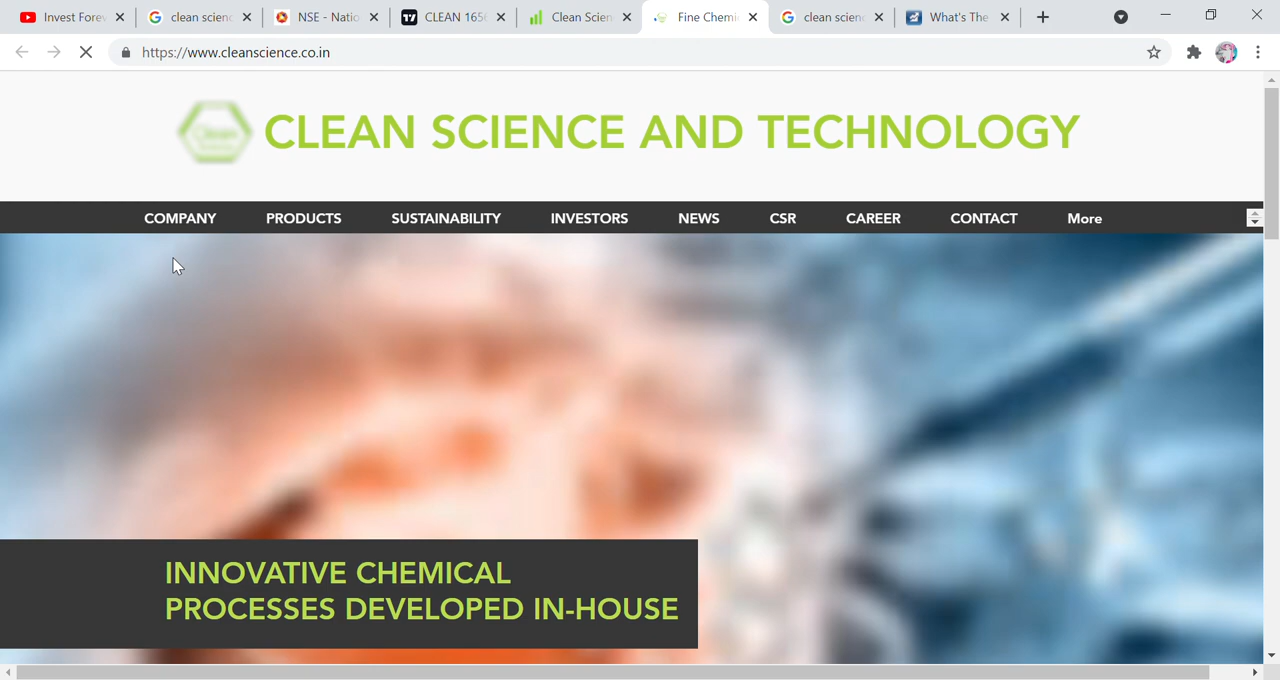 Invest Forev
clean scienc
NSE - Natio
CLEAN 165
Clean Scien
Fine Chemi
clean scienc
What's The
https://www.cleanscience.co.in
CLEAN SCIENCE AND TECHNOLOGY
COMPANY
PRODUCTS
SUSTAINABILITY
INVESTORS
NEWS
CSR
CAREER
CONTACT
More
INNOVATIVE CHEMICAL
PROCESSES DEVELOPED IN-HOUSE